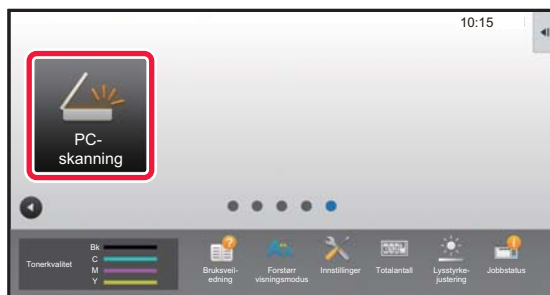 10:15
PC-
skanning
Tonerkvalitet
Bk
C
M
Y
Bruksveil-
edning
Forstørr
visningsmodus
Innstillinger
Totalantall
Lysstyrke-
justering
Jobbstatus